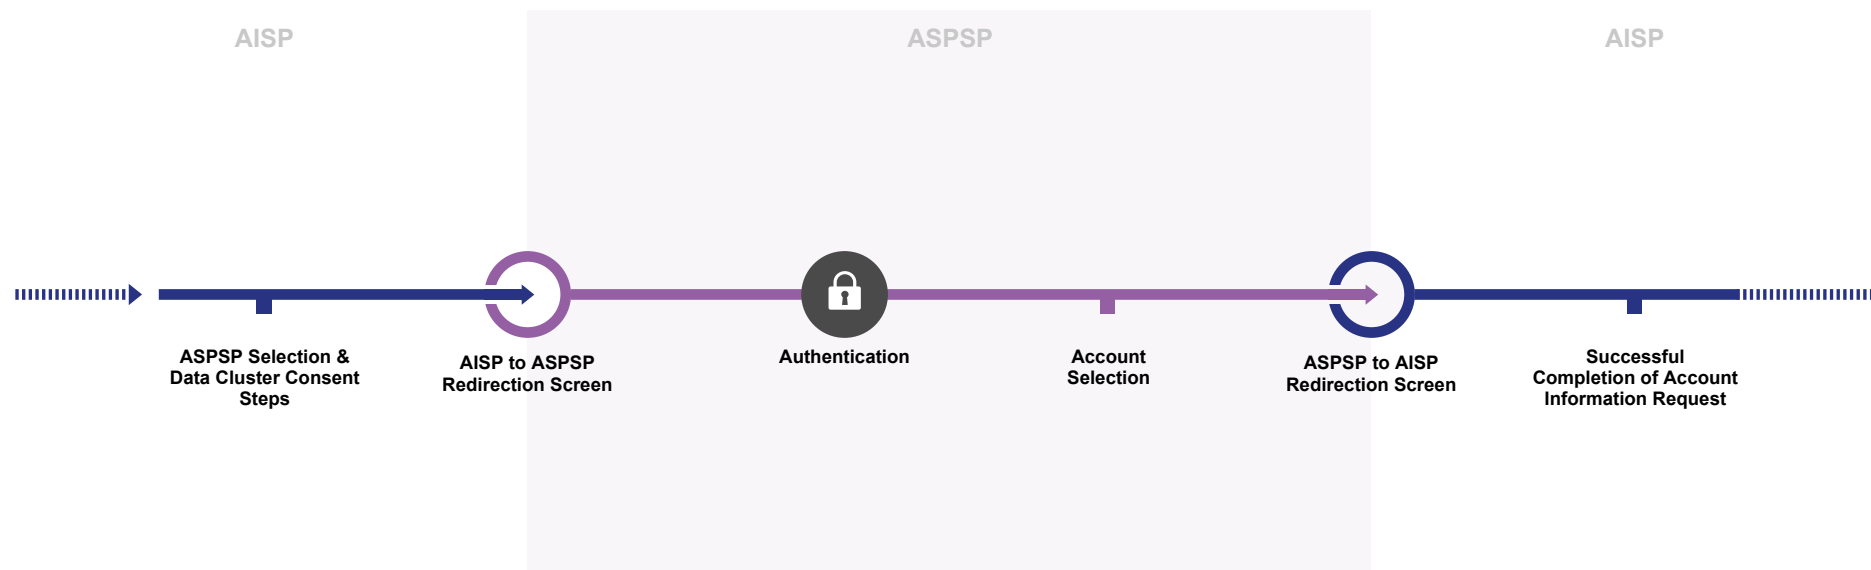 AISP
ASPSP
AISP
ASPSP Selection &
Data Cluster Consent
Steps
AISP to ASPSP
Redirection Screen
Authentication
Account
Selection
ASPSP to AISP
Redirection Screen
Successful
Completion of Account
Information Request